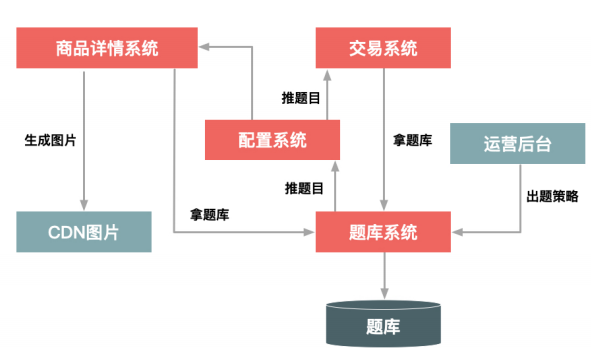 商品详情系统
交易系统
推题目
配置系统
生成图片
拿题库
运营后台
推题目
出题策略
拿题库
CDN图片
题库系统
题库